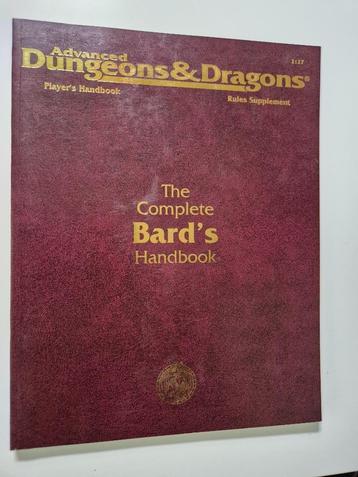 Advanced
Dungeons & Dragons®
2127
Player's Handbook
Rules Supplement
The
Complete
Bard's
Handbook